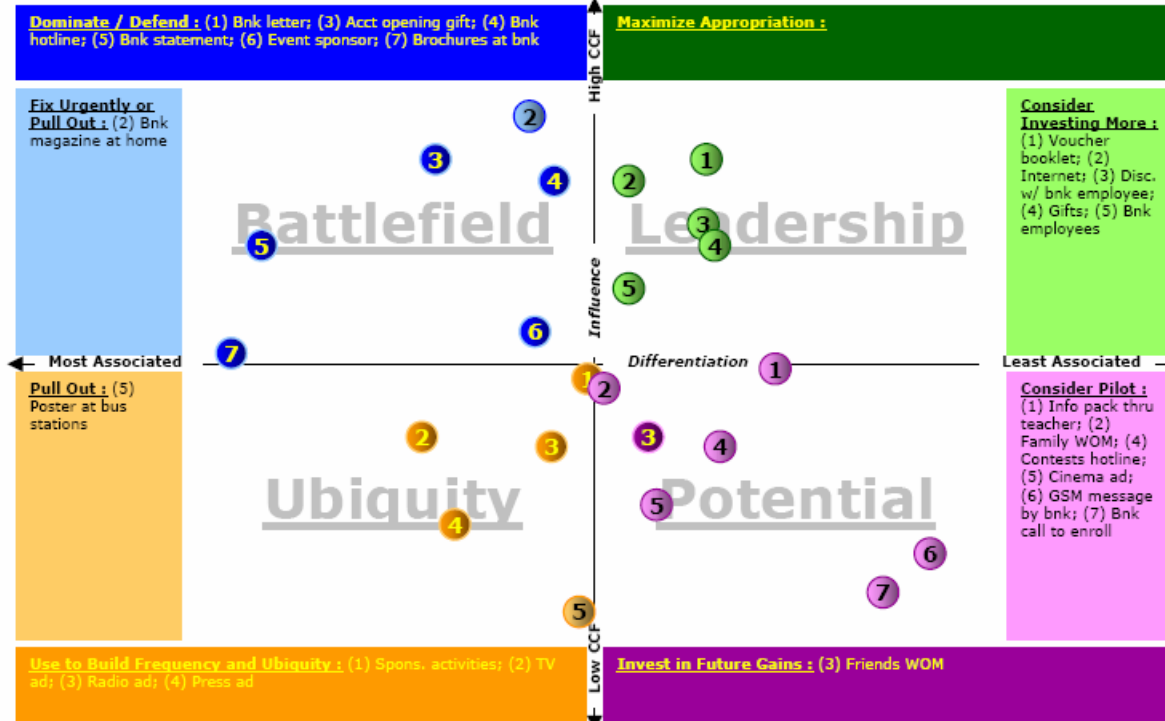 Dominate / Defend : (1) Bnk letter; (3) Acct opening gift; (4) Bnk
hotline; (5) Bnk statement; (6) Event sponsor; (7) Brochures at bnk
Maximize Appropriation :
High CCF
Fix Urgently or
Pull Out : (2) Bnk
magazine at home
Consider
Investing More :
(1) Voucher
booklet; (2)
Internet; (3) Disc.
w/ bnk employee;
(4) Gifts; (5) Bnk
employees
2
3
4
5
6
7
Battlefield
1
2
3
4
5
Leadership
Influence
Most Associated
Differentiation
Least Associated
Pull Out : (5)
Poster at bus
stations
Consider Pilot :
(1) Info pack thru
teacher; (2)
Family WOM; (4)
Contests hotline;
(5) Cinema ad;
(6) GSM message
by bnk; (7) Bnk
call to enroll
1
2
3
4
5
Ubiquity
1
2
3
4
5
6
7
Potential
Low CCF
Use to Build Frequency and Ubiquity : (1) Spons. activities; (2) TV
ad; (3) Radio ad; (4) Press ad
Invest in Future Gains : (3) Friends WOM